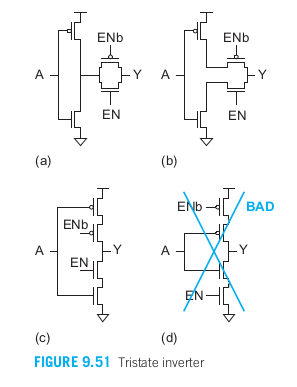 ENb ENb
A Y A Y
EN EN
(a) (b)
ENb BAD
ENb
A Y A Y
EN
EN
(c) (d)
FIGURE 9.51 Tristate inverter